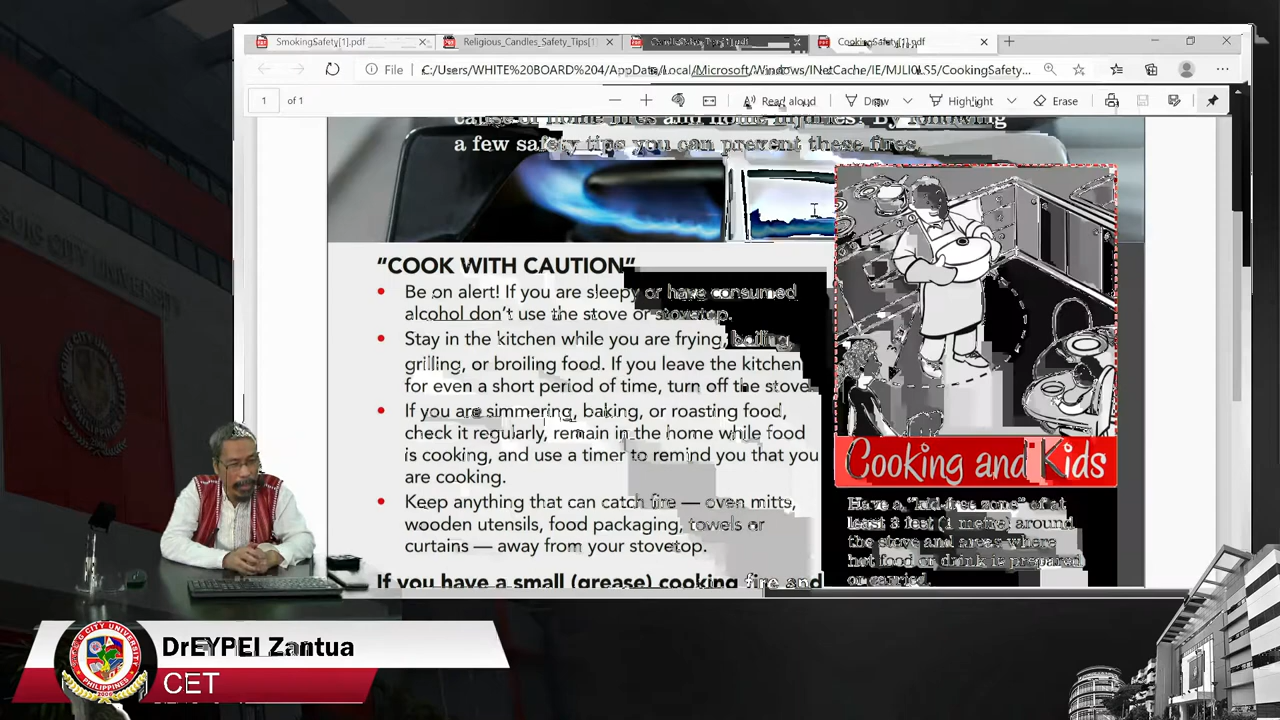 SmokingSafety[1].pdf
Religious_Candles_Safety_Tips[1]
CookingSafety[1].pdf
File
C:/Users/WHITE%20BOARD%204/AppData/Local/Microsoft/Windows/INetCache/IE/MJLI0LS5/CookingSafety...
1 of 1
Read aloud
Draw
Highlight
Erase
cause of home fires and home injuries! By following
a few safety tips you can prevent these fires.
“COOK WITH CAUTION”
• Be on alert! If you are sleepy or have consumed
alcohol don’t use the stove or stovetop.
• Stay in the kitchen while you are frying, boiling
grilling, or broiling food. If you leave the kitchen
for even a short period of time, turn off the stove.
• If you are simmering, baking, or roasting food,
check it regularly, remain in the home while food
is cooking, and use a timer to remind you that you
are cooking.
• Keep anything that can catch fire — oven mitts,
wooden utensils, food packaging, towels or
curtains — away from your stovetop.
If you have a small (grease) cooking fire and
Cooking and Kids
Have a “kid-free zone” of at
least 3 feet (1 metre) around
the stove and areas where
hot food or drink is prepared
or carried.
DrEYPEI Zantua
CET